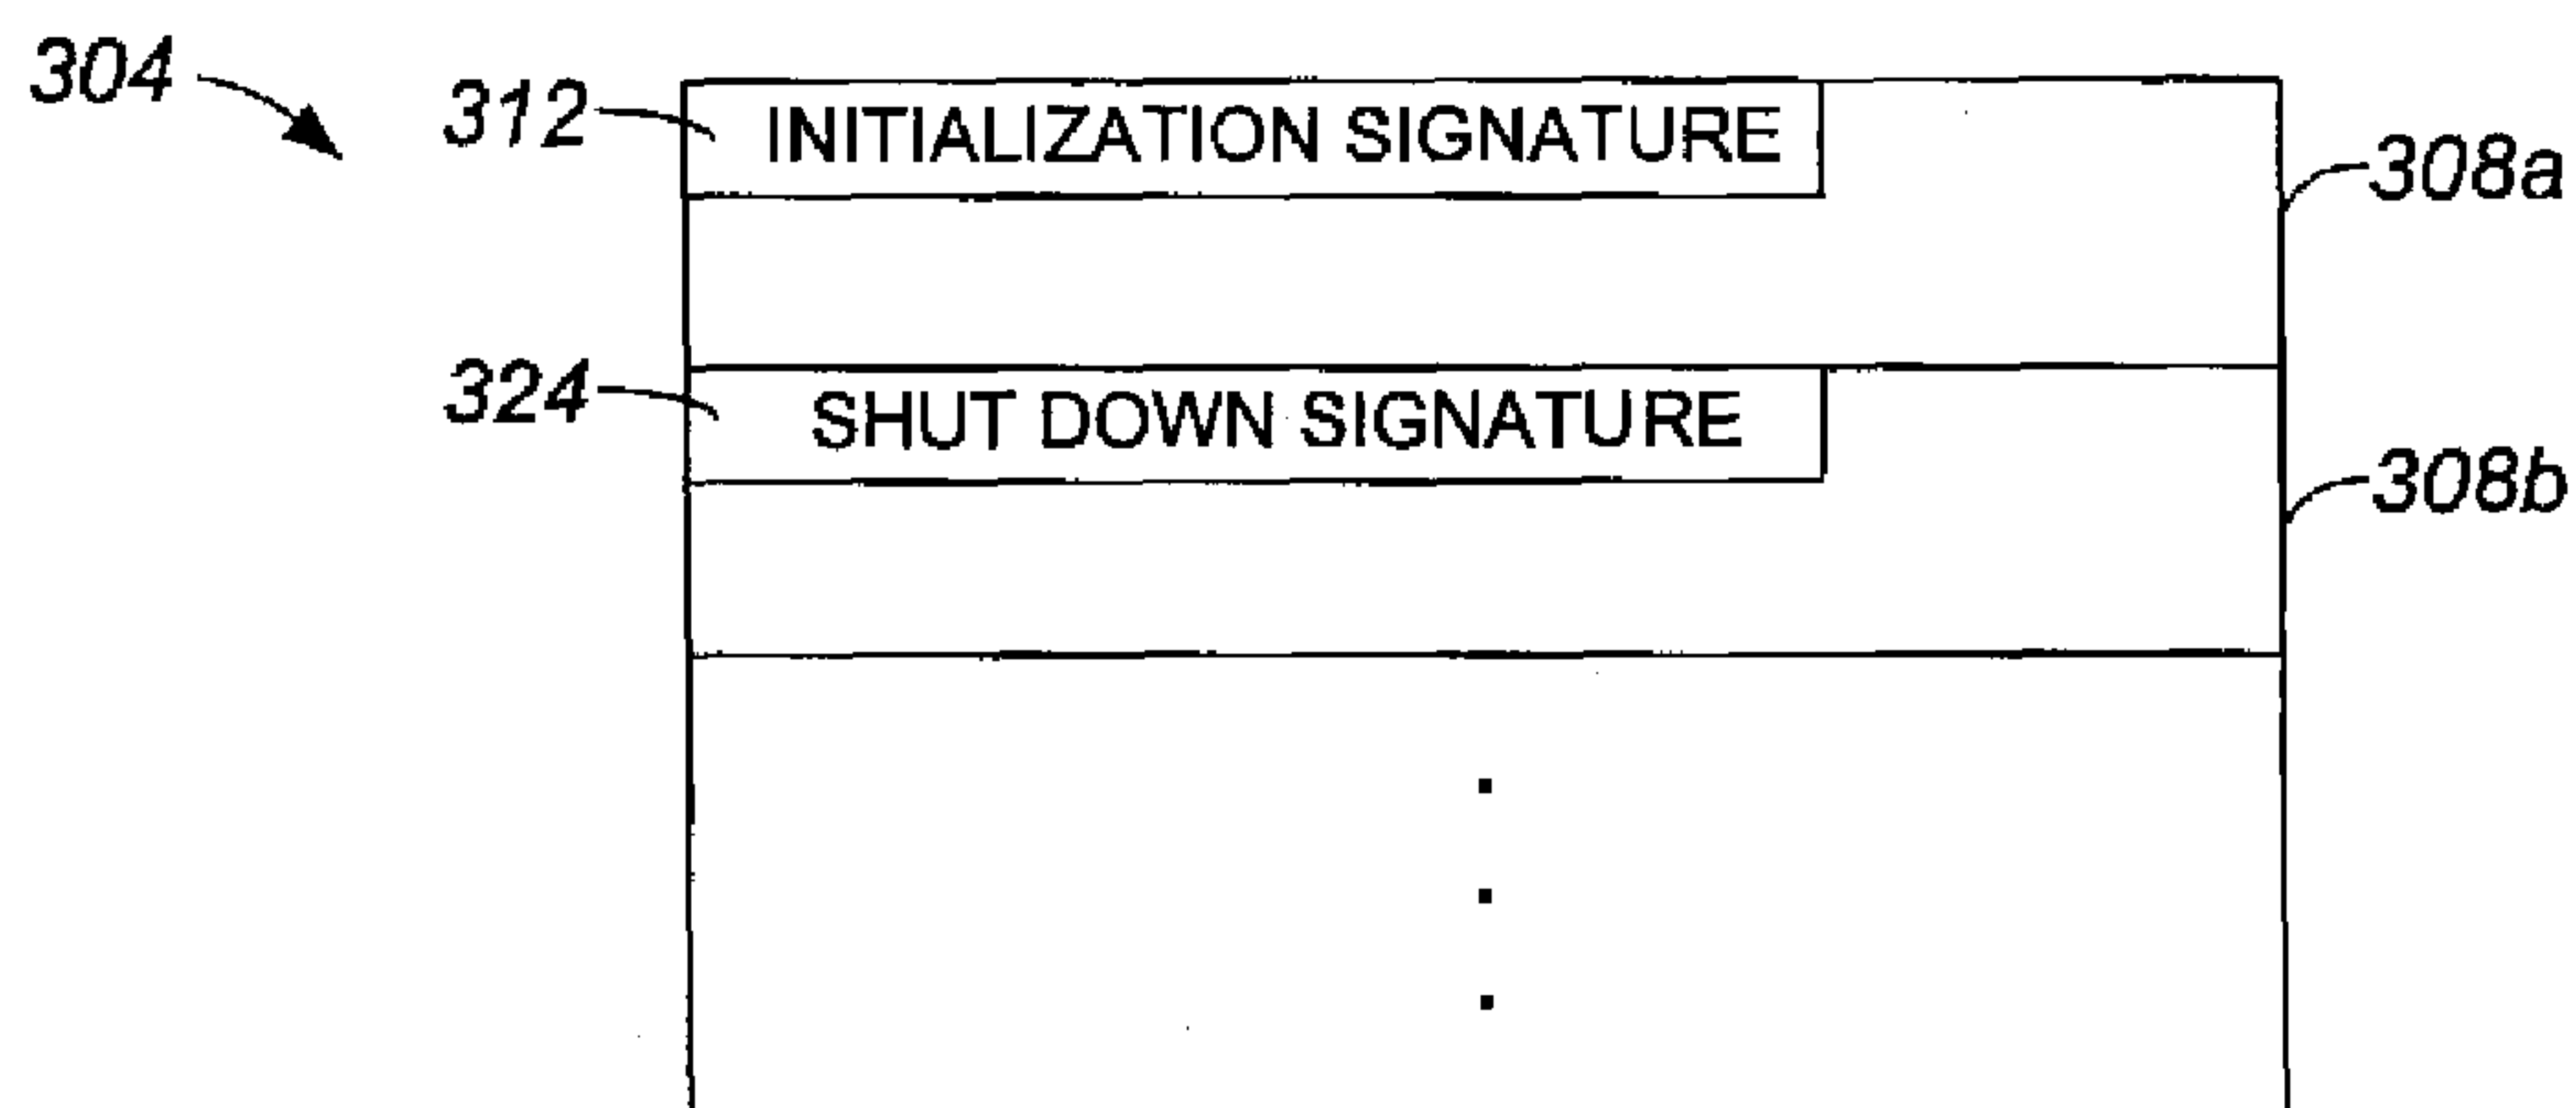 304
312 INITIALIZATION SIGNATURE
308a
324 SHUT DOWN SIGNATURE
308b